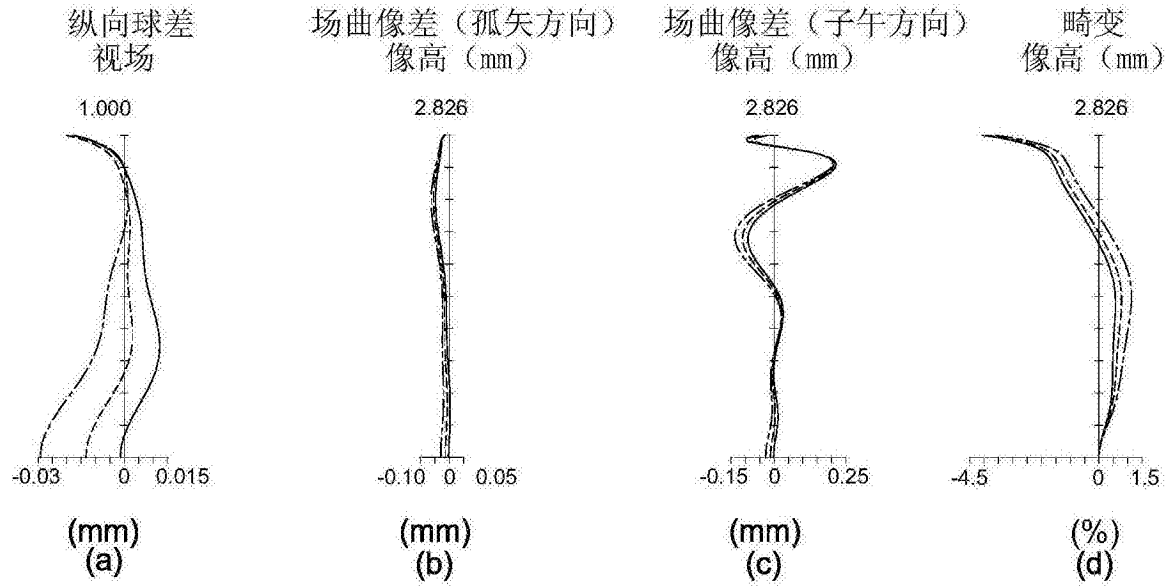 纵向球差
视场
1.000
-0.03 0 0.015
(mm)
(a)
场曲像差（孤矢方向）
像高（mm）
2.826
-0.10 0 0.05
(mm)
(b)
场曲像差（子午方向）
像高（mm）
2.826
-0.15 0 0.25
(mm)
(c)
畸变
像高（mm）
2.826
-4.5 0 1.5
(%)
(d)